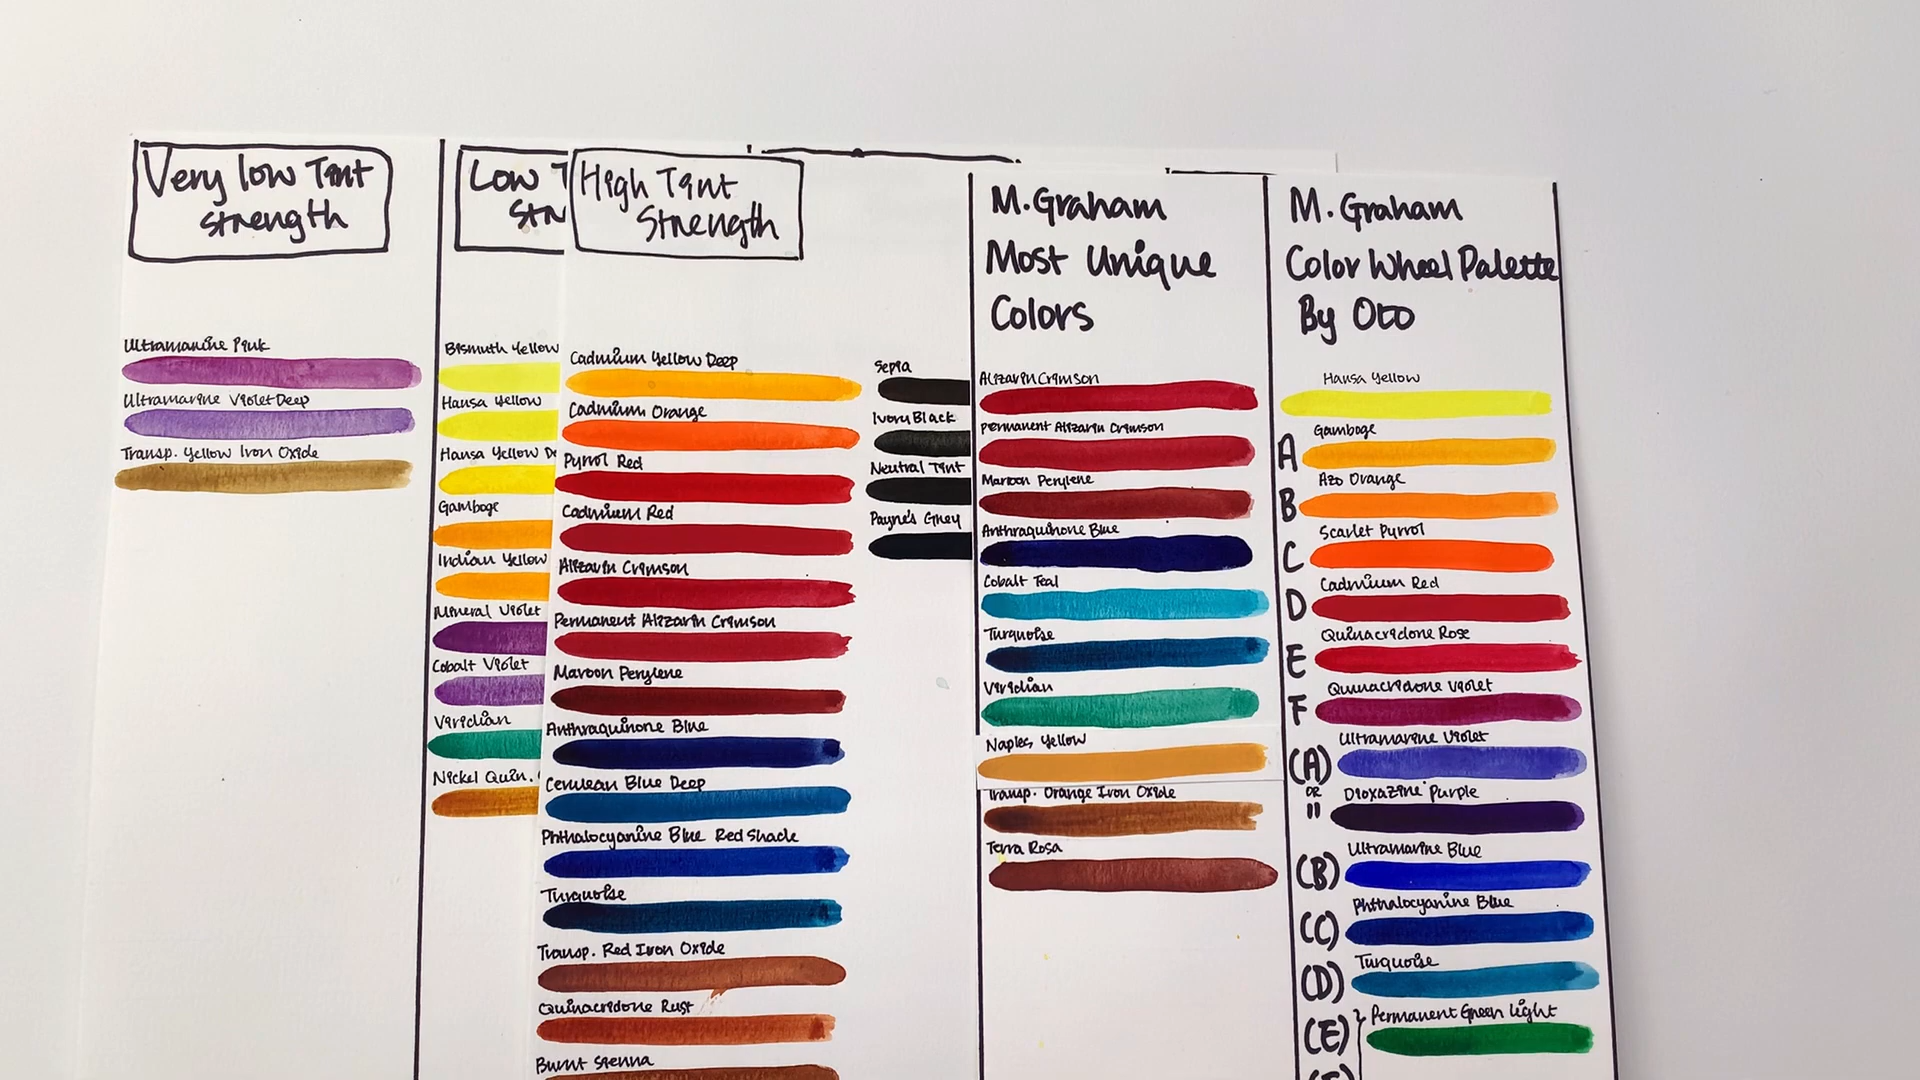 Very low Tint
strength
Ultramarine Pink
Ultramarine Violet Deep
Transp. Yellow Iron Oxide
Low
Bismuth Yellow
Hansa Yellow
Hansa Yellow
Gamboge
Indian Yellow
Mineral Violet
Cobalt Violet
Viridian
Nickel Quin.
High Tint
Strength
Cadmium Yellow Deep
Cadmium Orange
Pyrrol Red
Cadmium Red
Alizarin Crimson
Permanent Alizarin Crimson
Maroon Perylene
Anthraquinone Blue
Cerulean Blue Deep
Phthalocyanine Blue Red Shade
Turquoise
Transp. Red Iron Oxide
Quinacridone Rust
Burnt Sienna
Sepia
Ivory Black
Neutral Tint
Payne's Grey
M. Graham
Most Unique
Colors
Alizarin Crimson
Permanent Alizarin Crimson
Maroon Perylene
Anthraquinone Blue
Cobalt Teal
Turquoise
Viridian
Naples Yellow
Transp. Orange Iron Oxide
Terra Rosa
M. Graham
Color Wheel Palette
By Oto
Hansa Yellow
Gamboge
A
Azo Orange
B
Scarlet Pyrrol
C
Cadmium Red
D
Quinacridone Rose
E
Quinacridone Violet
F
Ultramarine Violet
(A)
OR
Dioxazine Purple
"
Ultramarine Blue
(B)
Phthalocyanine Blue
(C)
Turquoise
(D)
Permanent Green Light
(E)